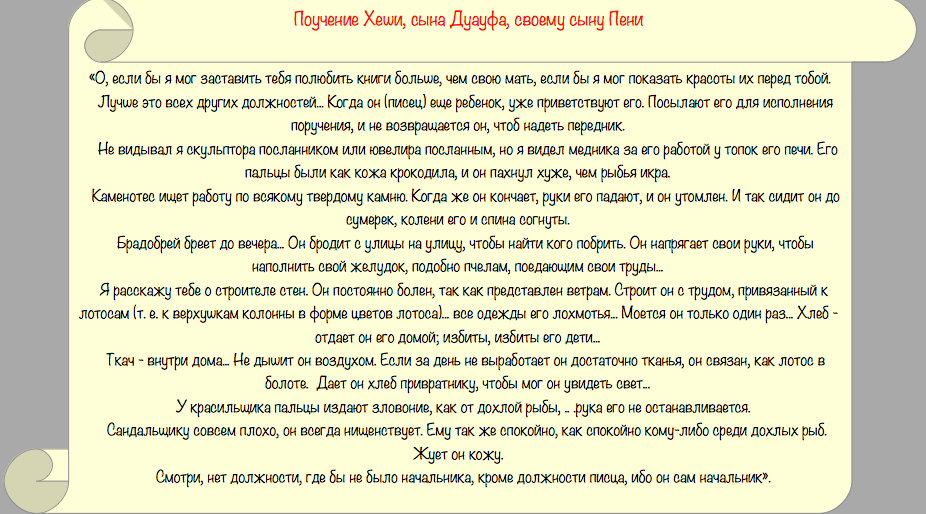 Поучение Хеши, сына Дуауфа, своему сыну Пени
«О, если бы я мог заставить тебя полюбить книги больше, чем свою мать, если бы я мог показать красоты их перед тобой.
Лучше это всех других должностей... Когда он (писец) еще ребенок, уже приветствуют его. Посылают его для исполнения
поручения, и не возвращается он, чтоб надеть передник.
Не видывал я скульптора посланником или ювелира посланным, но я видел медника за его работой у топок его печи. Его
пальцы были как кожа крокодила, и он пахнул хуже, чем рыбья икра.
Каменотес ищет работу по всякому твердому камню. Когда же он кончает, руки его падают, и он утомлен. И так сидит он до
сумерек, колени его и спина согнуты.
Брадобрей бреет до вечера... Он бродит с улицы на улицу, чтобы найти кого побрить. Он напрягает свои руки, чтобы
наполнить свой желудок, подобно пчелам, поедающим свои труды...
Я расскажу тебе о строителе стен. Он постоянно болен, так как представлен ветрам. Строит он с трудом, привязанный к
лотосам (т. е. к верхушкам колонны в форме цветов лотоса)... все одежды его лохмотья... Моется он только один раз... Хлеб -
отдает он его домой; избиты, избиты его дети...
Ткач - внутри дома... Не дышит он воздухом. Если за день не выработает он достаточно тканья, он связан, как лотос в
болоте. Дает он хлеб привратнику, чтобы мог он увидеть свет...
У красильщика пальцы издают зловоние, как от дохлой рыбы, .. .рука его не останавливается.
Сандальщику совсем плохо, он всегда нищенствует. Ему так же спокойно, как спокойно кому-либо среди дохлых рыб.
Жует он кожу.
Смотри, нет должности, где бы не было начальника, кроме должности писца, ибо он сам начальник».